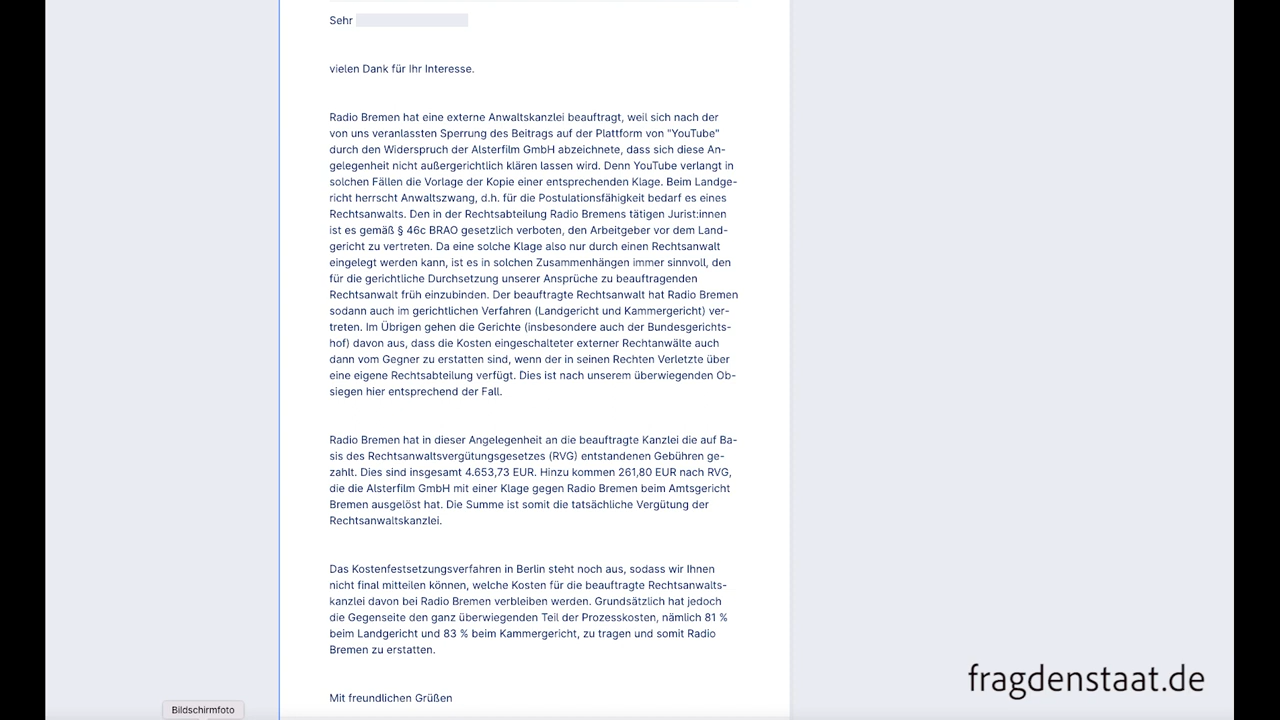 Sehr
vielen Dank für Ihr Interesse.
Radio Bremen hat eine externe Anwaltskanzlei beauftragt, weil sich nach der
von uns veranlassten Sperrung des Beitrags auf der Plattform von "YouTube"
durch den Widerspruch der Alsterfilm GmbH abzeichnete, dass sich diese An-
gelegenheit nicht außergerichtlich klären lassen wird. Denn YouTube verlangt in
solchen Fällen die Vorlage der Kopie einer entsprechenden Klage. Beim Landge-
richt herrscht Anwaltszwang, d.h. für die Postulationsfähigkeit bedarf es eines
Rechtsanwalts. Den in der Rechtsabteilung Radio Bremens tätigen Jurist:innen
ist es gemäß § 46c BRAO gesetzlich verboten, den Arbeitgeber vor dem Land-
gericht zu vertreten. Da eine solche Klage also nur durch einen Rechtsanwalt
eingelegt werden kann, ist es in solchen Zusammenhängen immer sinnvoll, den
für die gerichtliche Durchsetzung unserer Ansprüche zu beauftragenden
Rechtsanwalt früh einzubinden. Der beauftragte Rechtsanwalt hat Radio Bremen
sodann auch im gerichtlichen Verfahren (Landgericht und Kammergericht) ver-
treten. Im Übrigen gehen die Gerichte (insbesondere auch der Bundesgerichts-
hof) davon aus, dass die Kosten eingeschalteter externer Rechtanwälte auch
dann vom Gegner zu erstatten sind, wenn der in seinen Rechten Verletzte über
eine eigene Rechtsabteilung verfügt. Dies ist nach unserem überwiegenden Ob-
siegen hier entsprechend der Fall.
Radio Bremen hat in dieser Angelegenheit an die beauftragte Kanzlei die auf Ba-
sis des Rechtsanwaltsvergütungsgesetzes (RVG) entstandenen Gebühren ge-
zahlt. Dies sind insgesamt 4.653,73 EUR. Hinzu kommen 261,80 EUR nach RVG,
die die Alsterfilm GmbH mit einer Klage gegen Radio Bremen beim Amtsgericht
Bremen ausgelöst hat. Die Summe ist somit die tatsächliche Vergütung der
Rechtsanwaltskanzlei.
Das Kostenfestsetzungsverfahren in Berlin steht noch aus, sodass wir Ihnen
nicht final mitteilen können, welche Kosten für die beauftragte Rechtsanwalts-
kanzlei davon bei Radio Bremen verbleiben werden. Grundsätzlich hat jedoch
die Gegenseite den ganz überwiegenden Teil der Prozesskosten, nämlich 81 %
beim Landgericht und 83 % beim Kammergericht, zu tragen und somit Radio
Bremen zu erstatten.
Mit freundlichen Grüßen
fragdenstaat.de
Bildschirmfoto